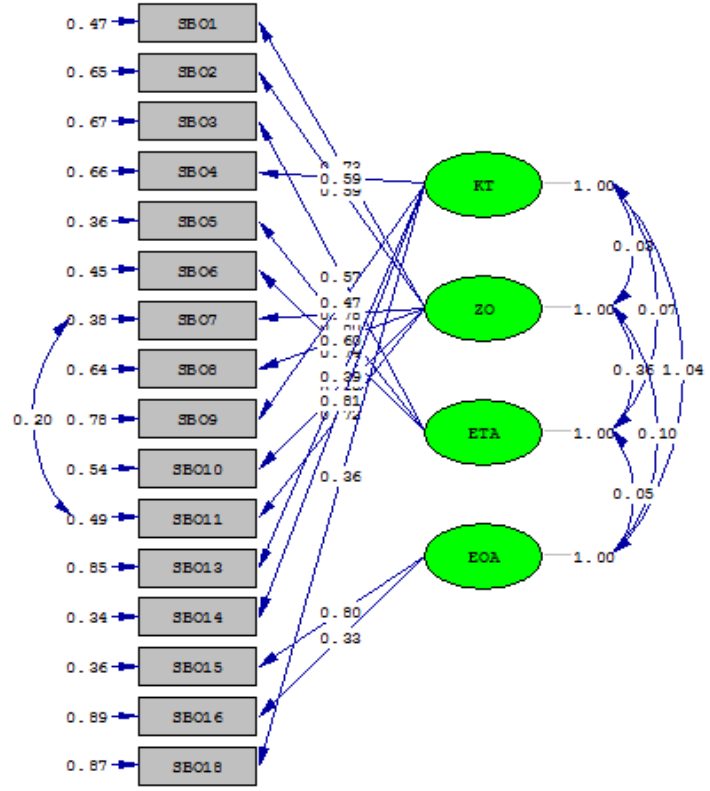 0.47 SBO1
0.65 SBO2
0.67 SBO3
0.66 SBO4 0.59 KT 1.00
0.36 SBO5
0.03
0.45 SBO6
0.57
0.47
0.38 SBO7 ZO 1.00 0.07
0.60
0.64 SBO8 0.36 1.04
0.39
0.81
0.20 0.78 SBO9
ETA 1.00 0.10
0.54 SBO10 0.36
0.05
0.49 SBO11
0.85 SBO13 EOA 1.00
0.34 SBO14 0.80
0.33
0.36 SBO15
0.89 SBO16
0.87 SBO18